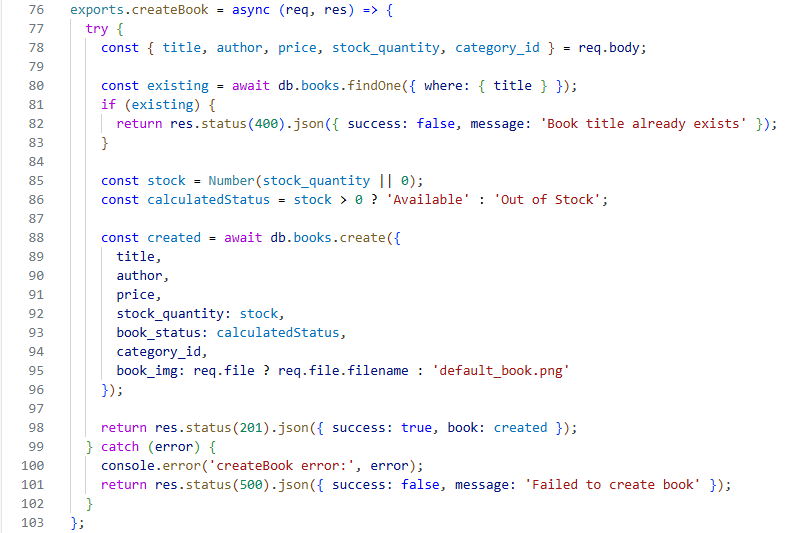 76 exports.createBook = async (req, res) => {
77 try {
78 const { title, author, price, stock_quantity, category_id } = req.body;
79
80 const existing = await db.books.findOne({ where: { title } });
81 if (existing) {
82 return res.status(400).json({ success: false, message: 'Book title already exists' });
83 }
84
85 const stock = Number(stock_quantity || 0);
86 const calculatedStatus = stock > 0 ? 'Available' : 'Out of Stock';
87
88 const created = await db.books.create({
89 title,
90 author,
91 price,
92 stock_quantity: stock,
93 book_status: calculatedStatus,
94 category_id,
95 book_img: req.file ? req.file.filename : 'default_book.png'
96 });
97
98 return res.status(201).json({ success: true, book: created });
99 } catch (error) {
100 console.error('createBook error:', error);
101 return res.status(500).json({ success: false, message: 'Failed to create book' });
102 }
103 };